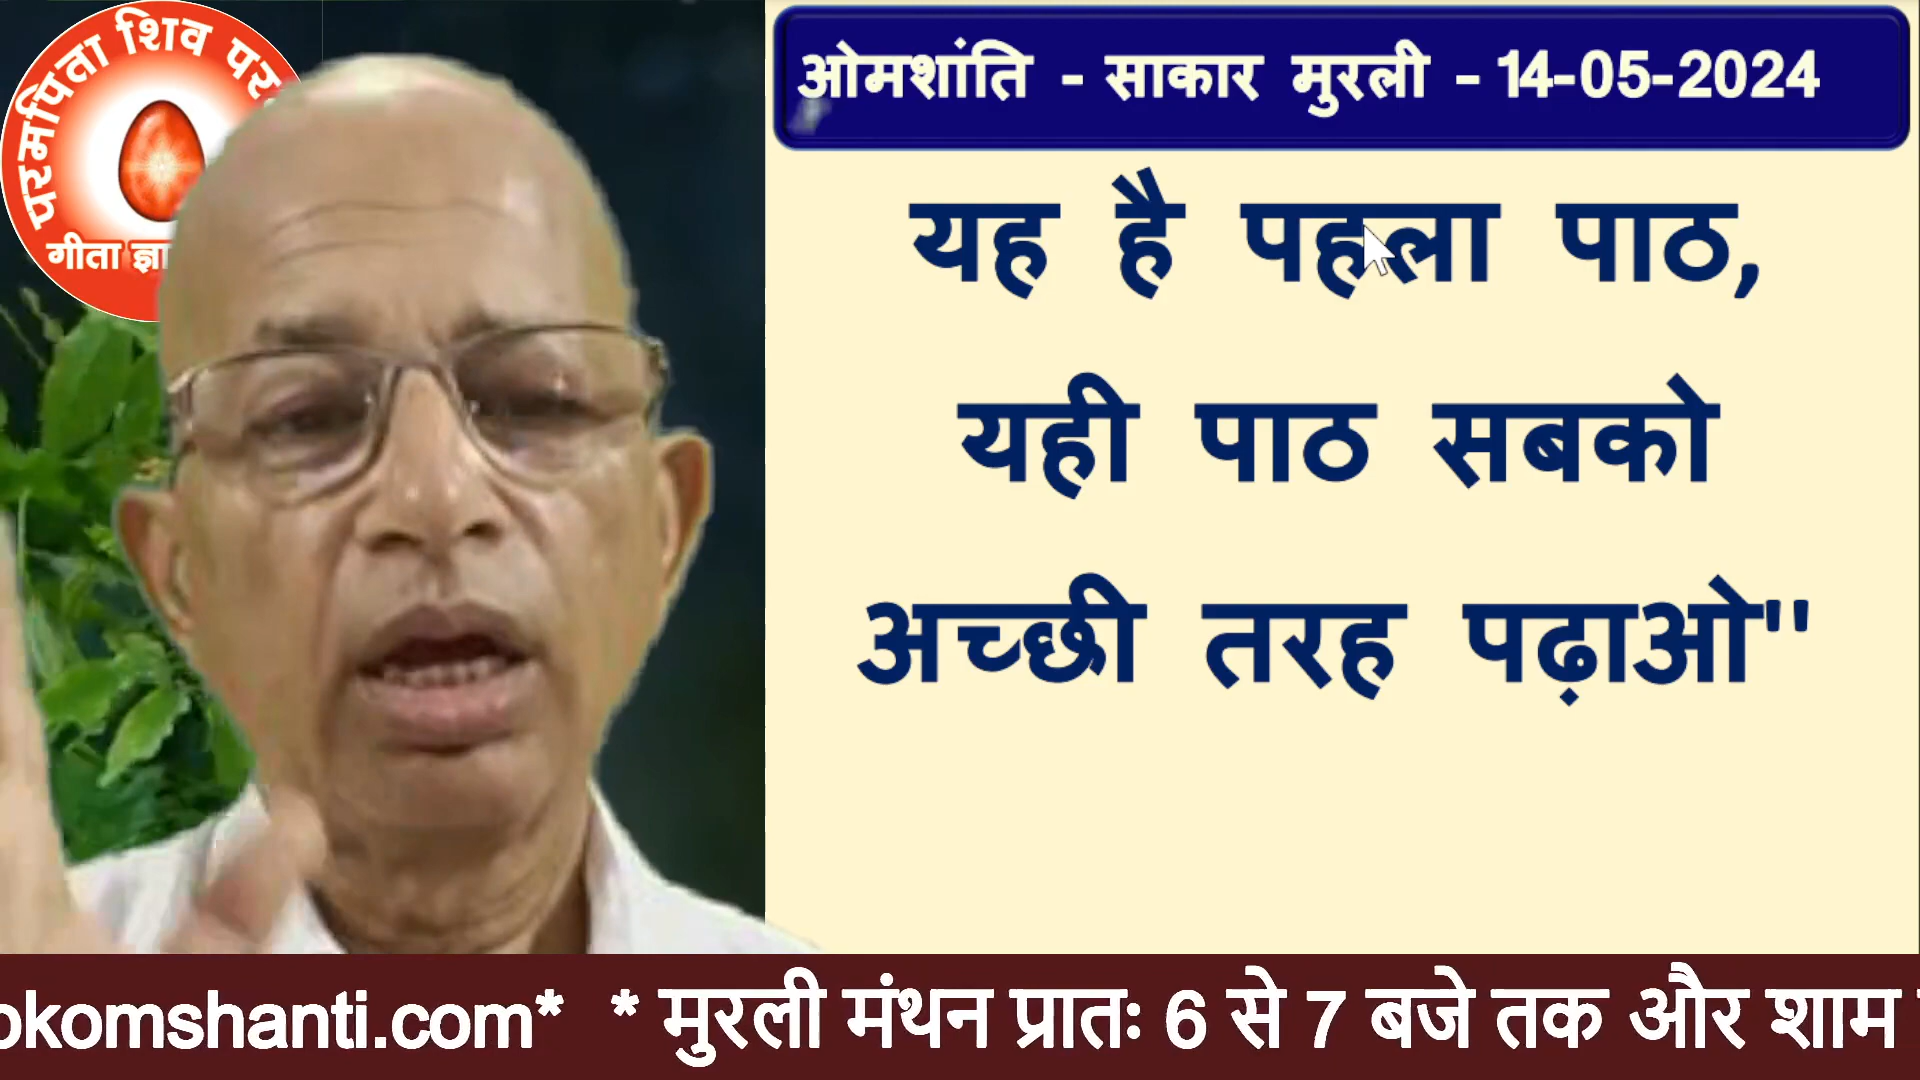 परमपिता शिव
गीता
ओमशांति - साकार मुरली - 14-05-2024
यह है पहला पाठ,
यही पाठ सबको
अच्छी तरह पढ़ाओ"
okomshanti.com* * मुरली मंथन प्रातः 6 से 7 बजे तक और शाम